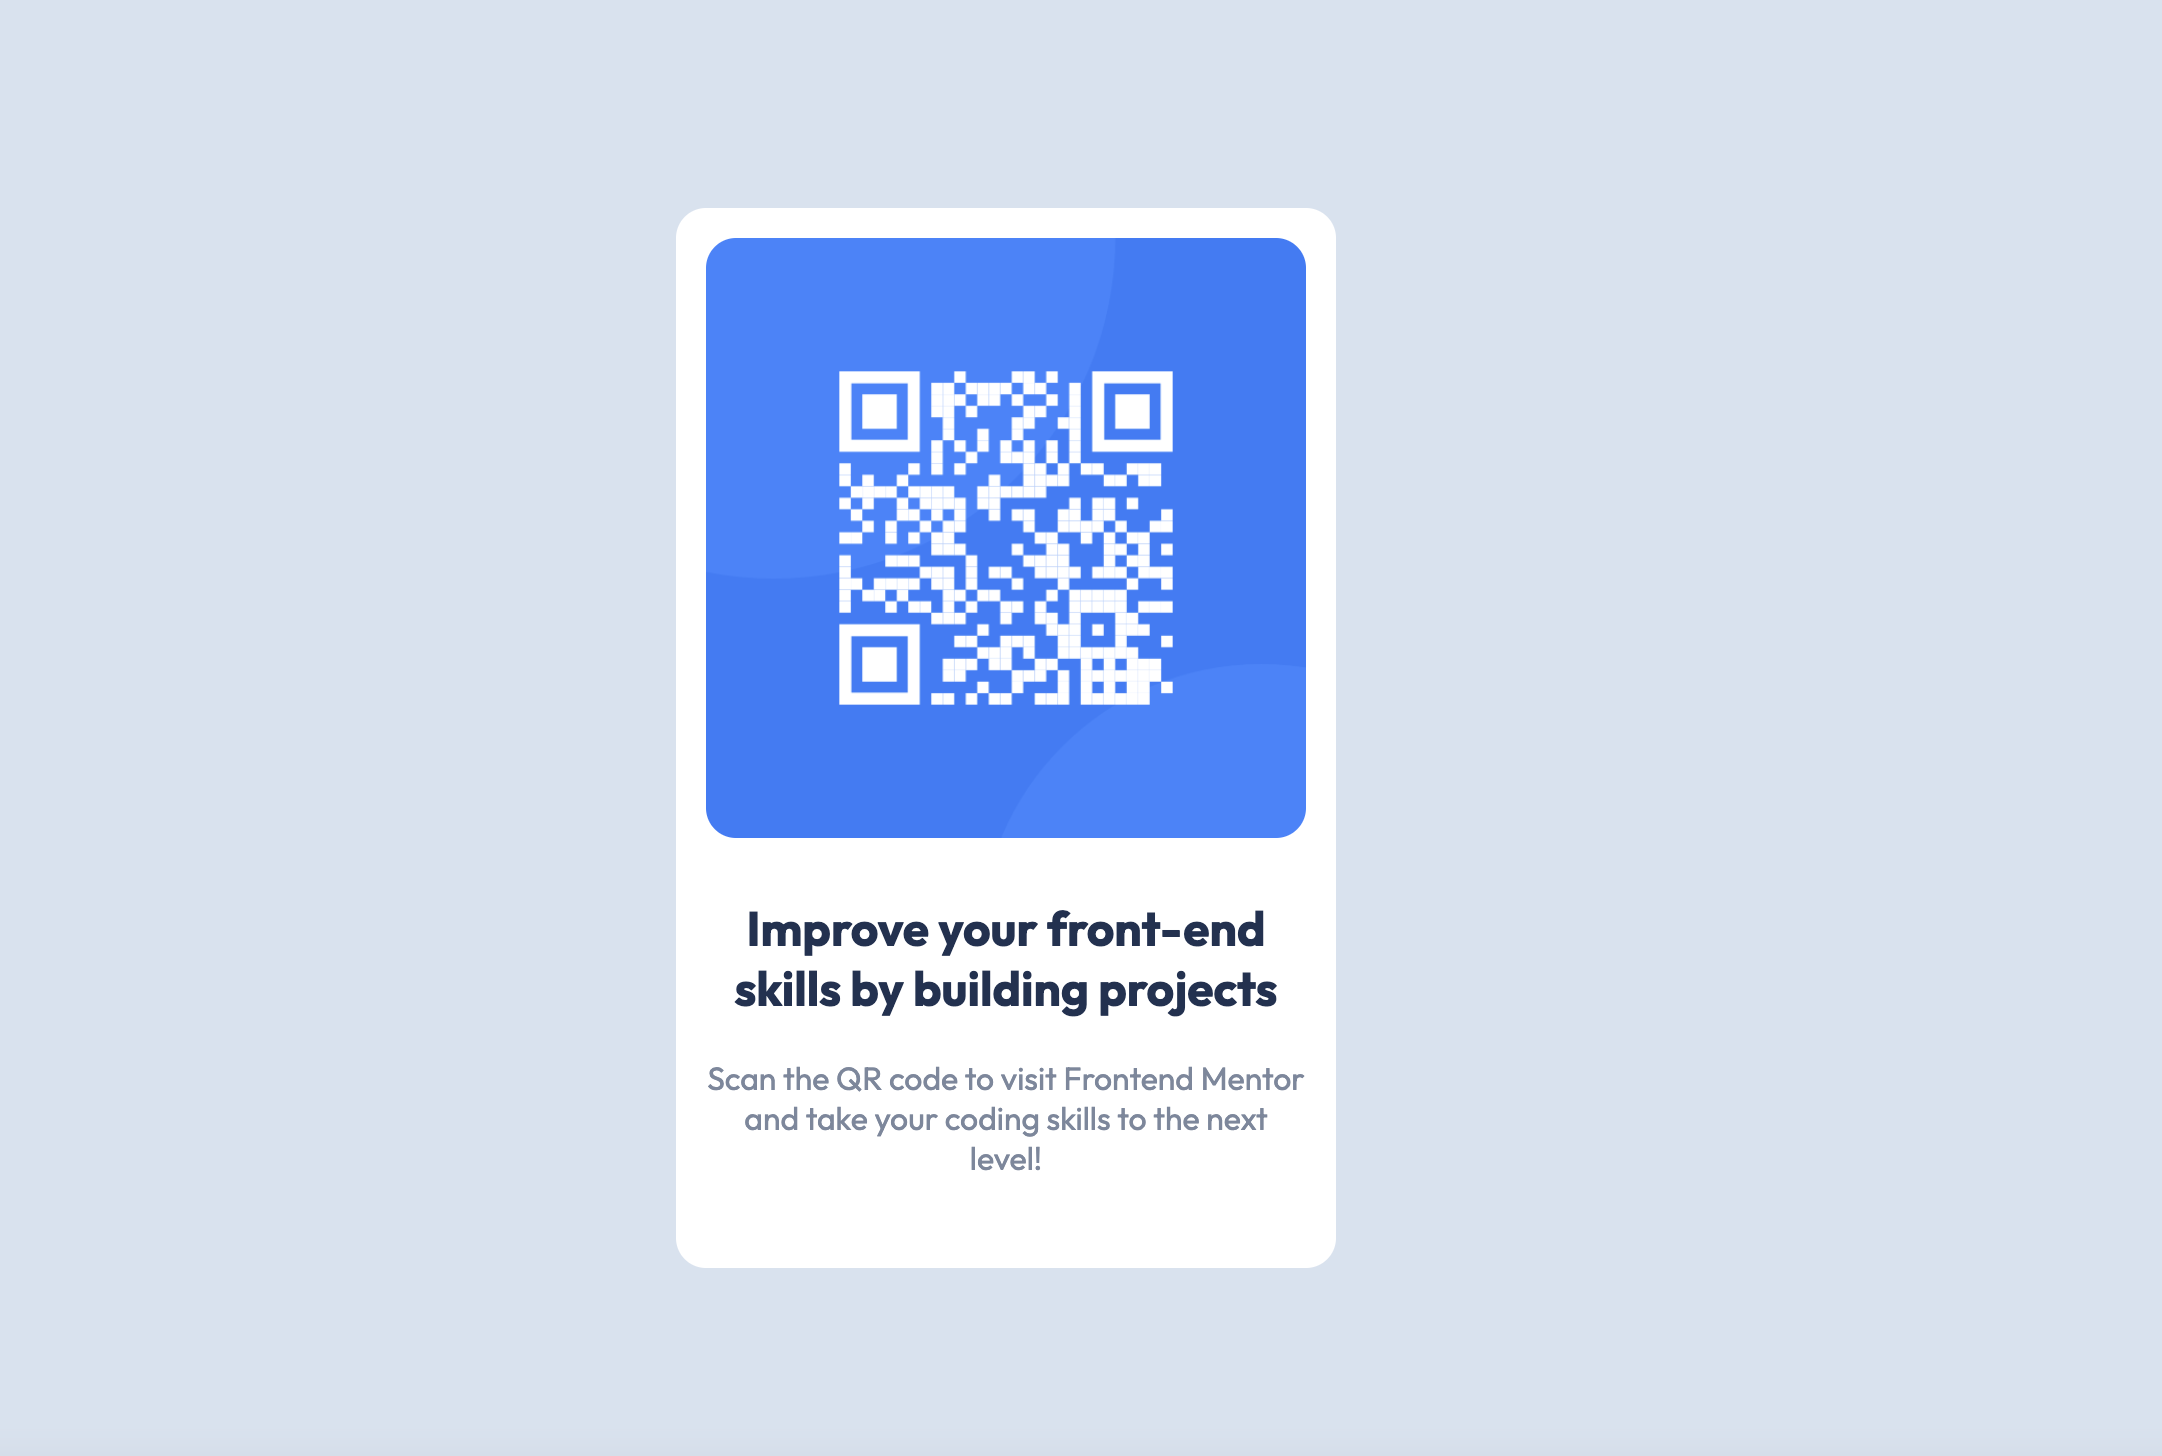 Improve your front-end
skills by building projects
Scan the QR code to visit Frontend Mentor
and take your coding skills to the next
level!